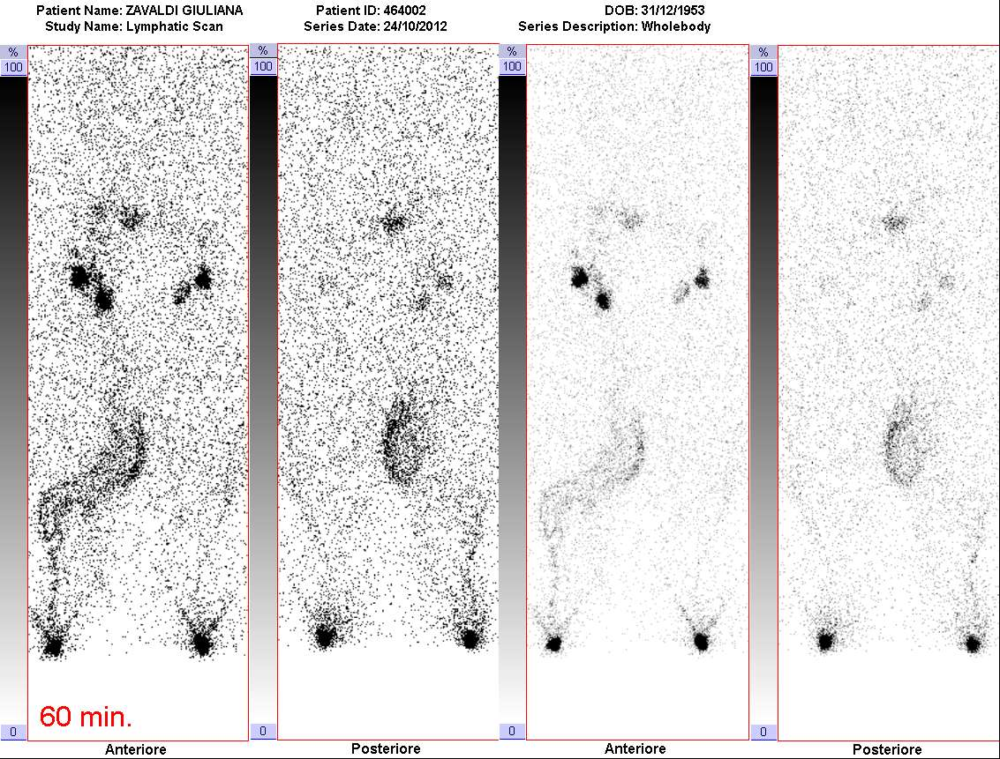 Patient Name: ZAVALDI GIULIANA Patient ID: 464002 DOB: 31/12/1953
Study Name: Lymphatic Scan Series Date: 24/10/2012 Series Description: Wholebody
% % % %
100 100 100 100
60 min.
0 0 0 0
Anteriore Posteriore Anteriore Posteriore